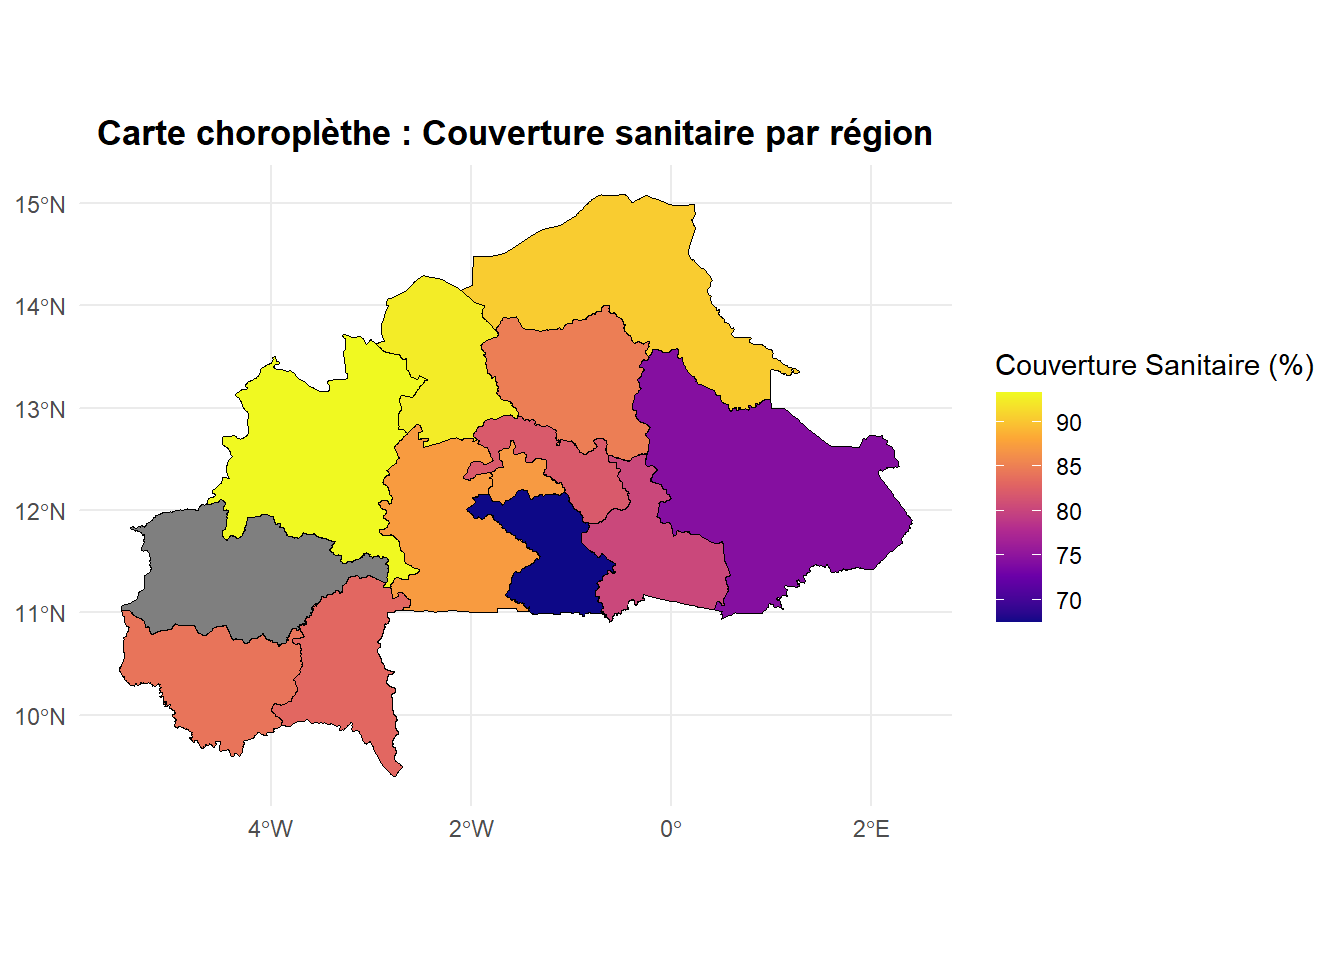 Carte choroplèthe : Couverture sanitaire par région
15°N
14°N
13°N
12°N
11°N
10°N
4°W
2°W
0°
2°E
Couverture Sanitaire (%)
90
85
80
75
70